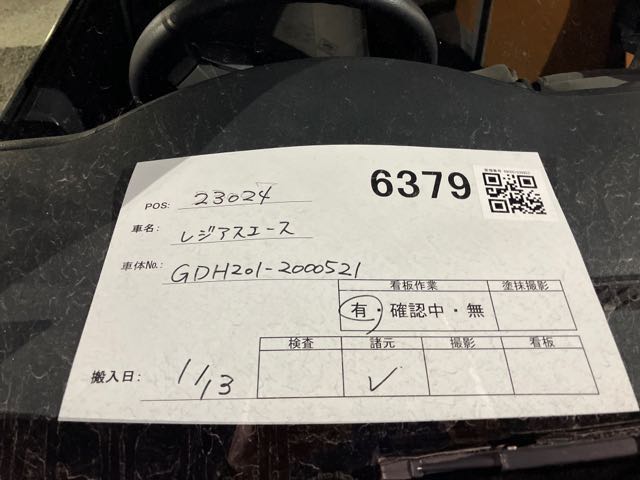 6379
POS: 23024
車名: レジアスエース
車体No.: GDH201-2000521
看板作業 塗抹撮影
有・確認中・無
検査 諸元 撮影 看板
✓
搬入日: 11/13